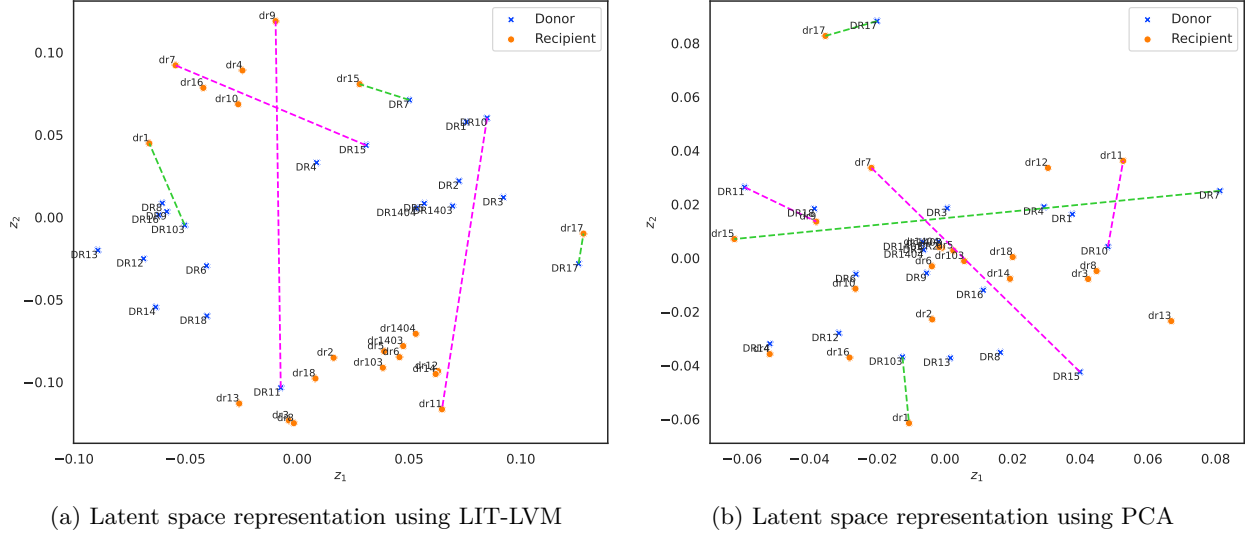 dr9
Donor
Recipient
0.10
dr7
dr4
dr16
dr10
dr15
DR7
0.05
dr1
DR1
DR10
DR15
DR4
DR2
DR8
DR3
DR1404
DR1403
0.00
DR16
DR103
dr17
DR13
DR12
DR6
DR17
−0.05
DR14
DR18
dr1404
dr1403
dr5
dr6
dr2
dr103
dr12
dr14
−0.10
dr18
DR11
dr13
dr11
dr3
dr8
−0.10
−0.05
0.00
0.05
0.10
z1
z2
(a) Latent space representation using LIT-LVM
DR17
dr17
Donor
Recipient
0.08
0.06
0.04
dr7
dr12
dr11
DR11
DR7
0.02
DR18
dr9
DR3
DR4
DR1
dr15
DR1404
dr103
dr18
DR10
0.00
dr6
dr8
DR6
DR9
dr14
dr3
dr10
DR16
−0.02
dr2
dr13
DR12
DR14
dr4
dr16
DR103
DR13
DR8
−0.04
DR15
−0.06
dr1
−0.06
−0.04
−0.02
0.00
0.02
0.04
0.06
0.08
z1
z2
(b) Latent space representation using PCA